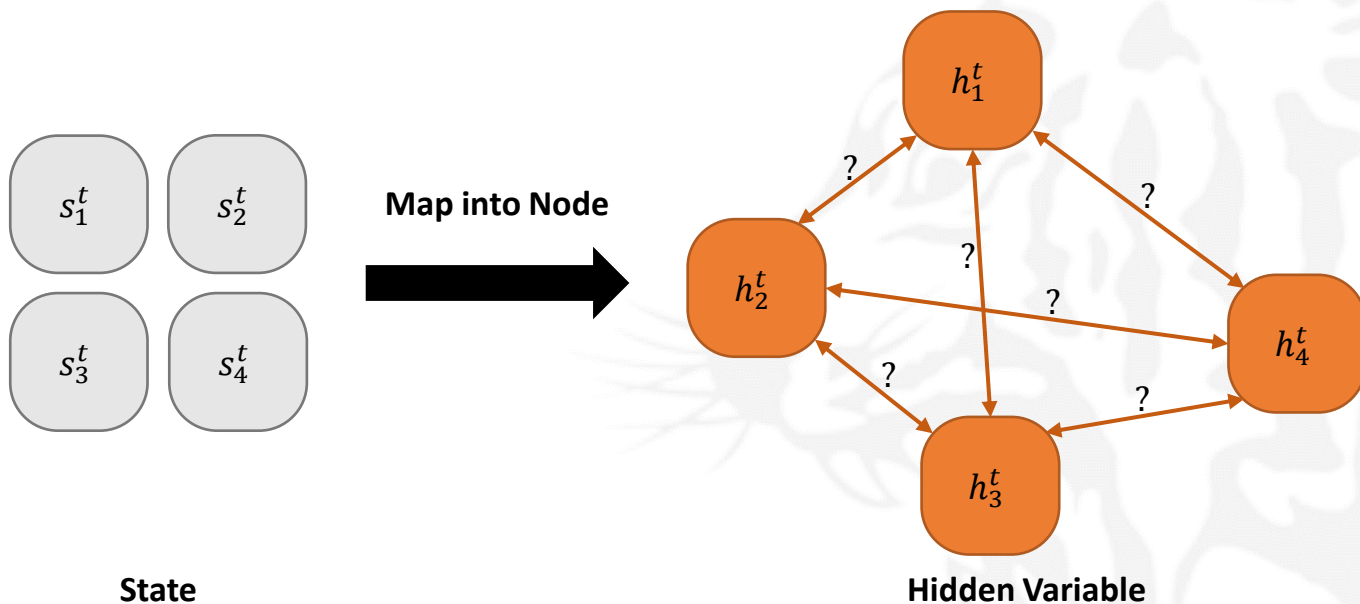 h_1^t
?
?
s_1^t s_2^t
Map into Node
?
h_2^t
?
h_4^t
s_3^t s_4^t
?
?
h_3^t
State
Hidden Variable